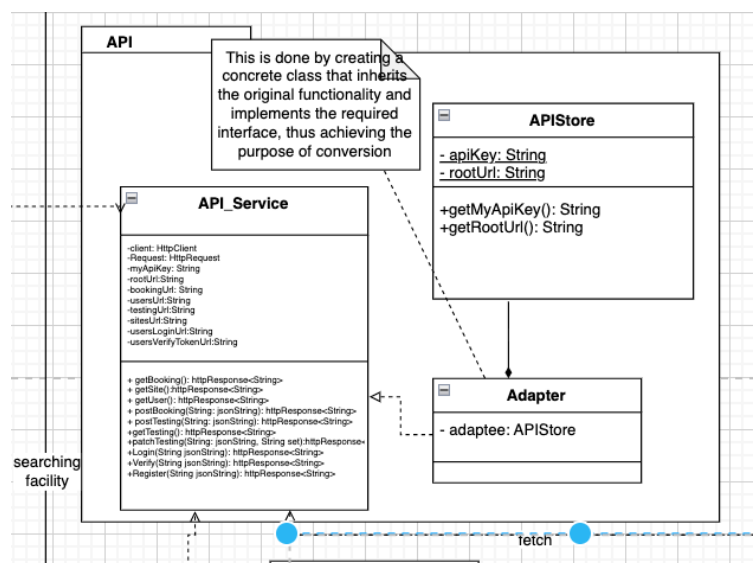 API
This is done by creating a
concrete class that inherits
the original functionality and
implements the required
interface, thus achieving the
purpose of conversion
APIStore
- apiKey: String
- rootUrl: String
+getMyApiKey(): String
+getRootUrl(): String
API_Service
-client: HttpClient
-Request: HttpRequest
-myApiKey: String
-rootUrl:String
-bookingUrl: String
-usersUrl:String
-testingUrl:String
-sitesUrl:String
-usersLoginUrl:String
-usersVerifyTokenUrl:String
+ getBooking(): httpResponse<String>
+ getSite():httpResponse<String>
+ getUser(): httpResponse<String>
+ postBooking(String: jsonString): httpResponse<String>
+ postTesting(String: jsonString): httpResponse<String>
+getTesting(): httpResponse<String>
+patchTesting(String: jsonString, String set):httpResponse<
+Login(String jsonString): httpResponse<String>
+Verify(String jsonString): httpResponse<String>
+Register(String jsonString): httpResponse<String>
Adapter
- adaptee: APIStore
searching
facility
fetch